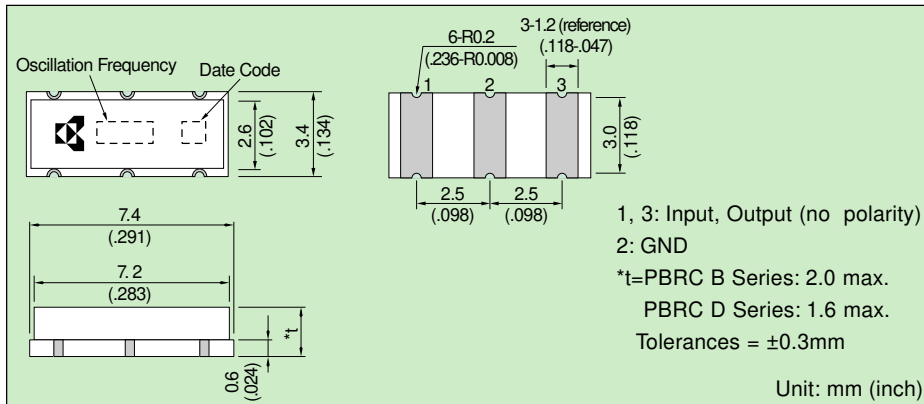 6-R0.2
(.236-R0.008)
3-1.2 (reference)
(.118-.047)
Oscillation Frequency
Date Code
1
2
3
2.6
(.102)
3.4
(.134)
3.0
(.118)
2.5
(.098)
2.5
(.098)
7.4
(.291)
7.2
(.283)
*t
0.6
(.024)
1, 3: Input, Output (no polarity)
2: GND
*t=PBRC B Series: 2.0 max.
PBRC D Series: 1.6 max.
Tolerances = ±0.3mm
Unit: mm (inch)